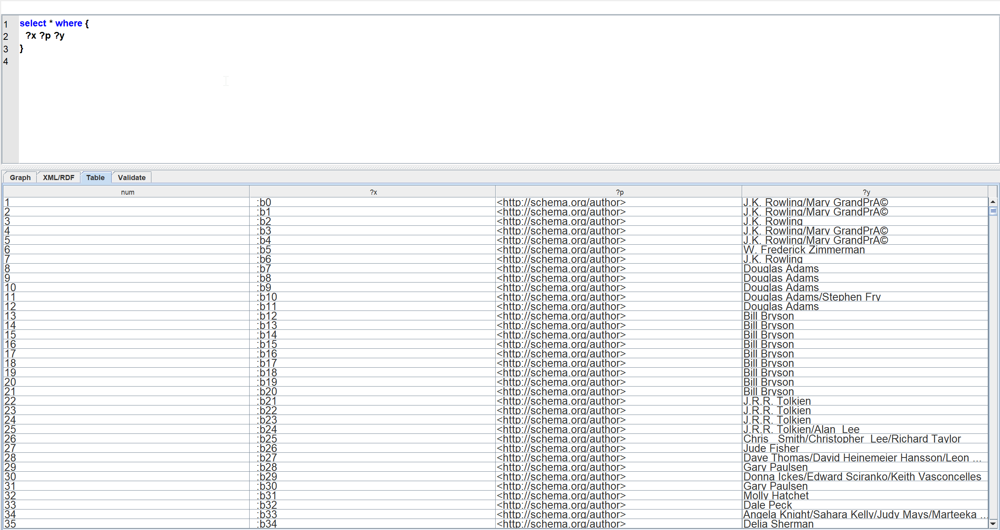 1 select * where {
2 ?x ?p ?y
3 }
4
Graph XML/RDF Table Validate
num ?x ?p ?y
1 :b0 <http://schema.org/author> J.K. Rowling/Mary GrandPrA©
2 :b1 <http://schema.org/author> J.K. Rowling/Mary GrandPrA©
3 :b2 <http://schema.org/author> J.K. Rowling
4 :b3 <http://schema.org/author> J.K. Rowling/Mary GrandPrA©
5 :b4 <http://schema.org/author> J.K. Rowling/Mary GrandPrA©
6 :b5 <http://schema.org/author> W. Frederick Zimmerman
7 :b6 <http://schema.org/author> J.K. Rowling
8 :b7 <http://schema.org/author> Douglas Adams
9 :b8 <http://schema.org/author> Douglas Adams
10 :b9 <http://schema.org/author> Douglas Adams
11 :b10 <http://schema.org/author> Douglas Adams/Stephen Fry
12 :b11 <http://schema.org/author> Douglas Adams
13 :b12 <http://schema.org/author> Bill Bryson
14 :b13 <http://schema.org/author> Bill Bryson
15 :b14 <http://schema.org/author> Bill Bryson
16 :b15 <http://schema.org/author> Bill Bryson
17 :b16 <http://schema.org/author> Bill Bryson
18 :b17 <http://schema.org/author> Bill Bryson
19 :b18 <http://schema.org/author> Bill Bryson
20 :b19 <http://schema.org/author> Bill Bryson
21 :b20 <http://schema.org/author> Bill Bryson
22 :b21 <http://schema.org/author> J.R.R. Tolkien
23 :b22 <http://schema.org/author> J.R.R. Tolkien
24 :b23 <http://schema.org/author> J.R.R. Tolkien
25 :b24 <http://schema.org/author> J.R.R. Tolkien/Alan Lee
26 :b25 <http://schema.org/author> Chris Smith/Christopher Lee/Richard Taylor
27 :b26 <http://schema.org/author> Jude Fisher
28 :b27 <http://schema.org/author> Dave Thomas/David Heinemeier Hansson/Leon ...
29 :b28 <http://schema.org/author> Gary Paulsen
30 :b29 <http://schema.org/author> Donna Ickes/Edward Sciranko/Keith Vasconcelles
31 :b30 <http://schema.org/author> Gary Paulsen
32 :b31 <http://schema.org/author> Molly Hatchet
33 :b32 <http://schema.org/author> Dale Peck
34 :b33 <http://schema.org/author> Angela Knight/Sahara Kelly/Judy Mays/Marteeka ...
35 :b34 <http://schema.org/author> Delia Sherman